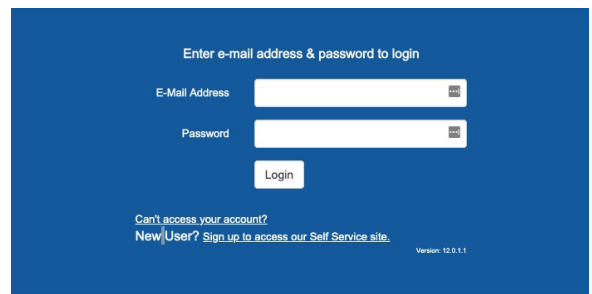 Enter e-mail address & password to login
E-Mail Address
Password
Login
Can't access your account?
New User? Sign up to access our Self Service site.
Version: 12.0.1.1